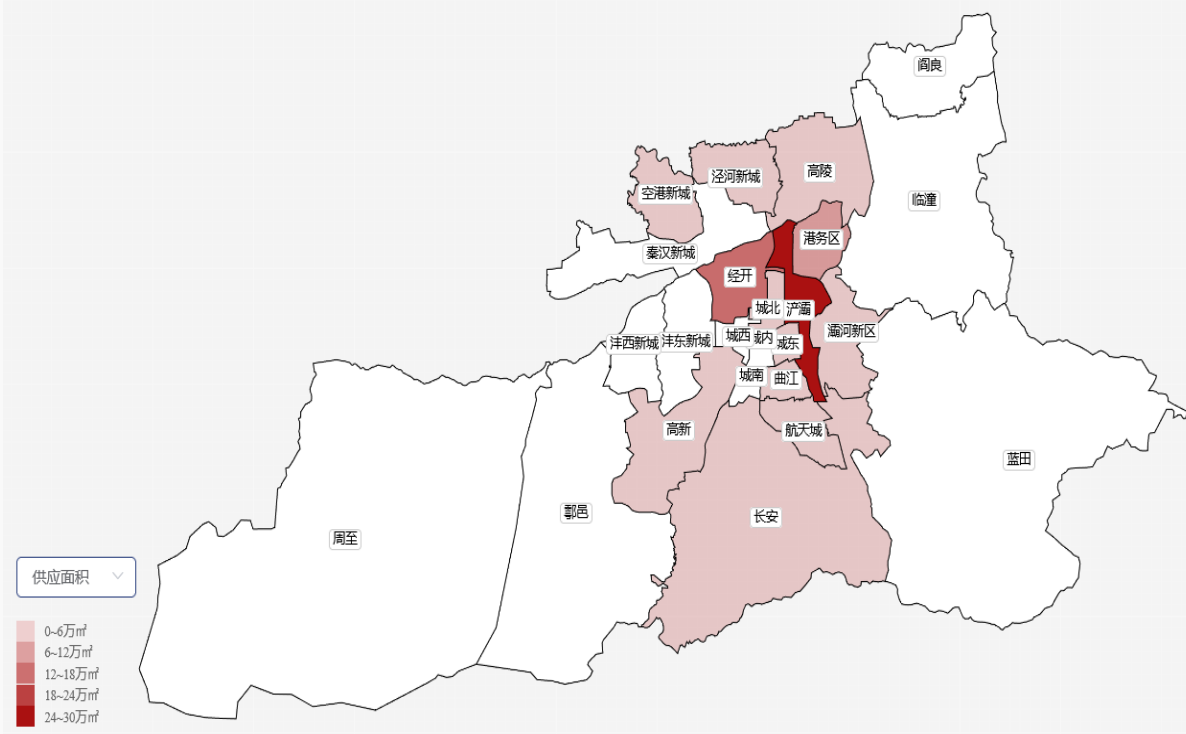 阎良
高陵
泾河新城
空港新城
临潼
港务区
秦汉新城
经开
城北
浐灞
灞河新区
城西
城内
城东
沣西新城
沣东新城
城南
曲江
高新
航天城
蓝田
鄠邑
长安
周至
供应面积
0~6万㎡
6~12万㎡
12~18万㎡
18~24万㎡
24~30万㎡